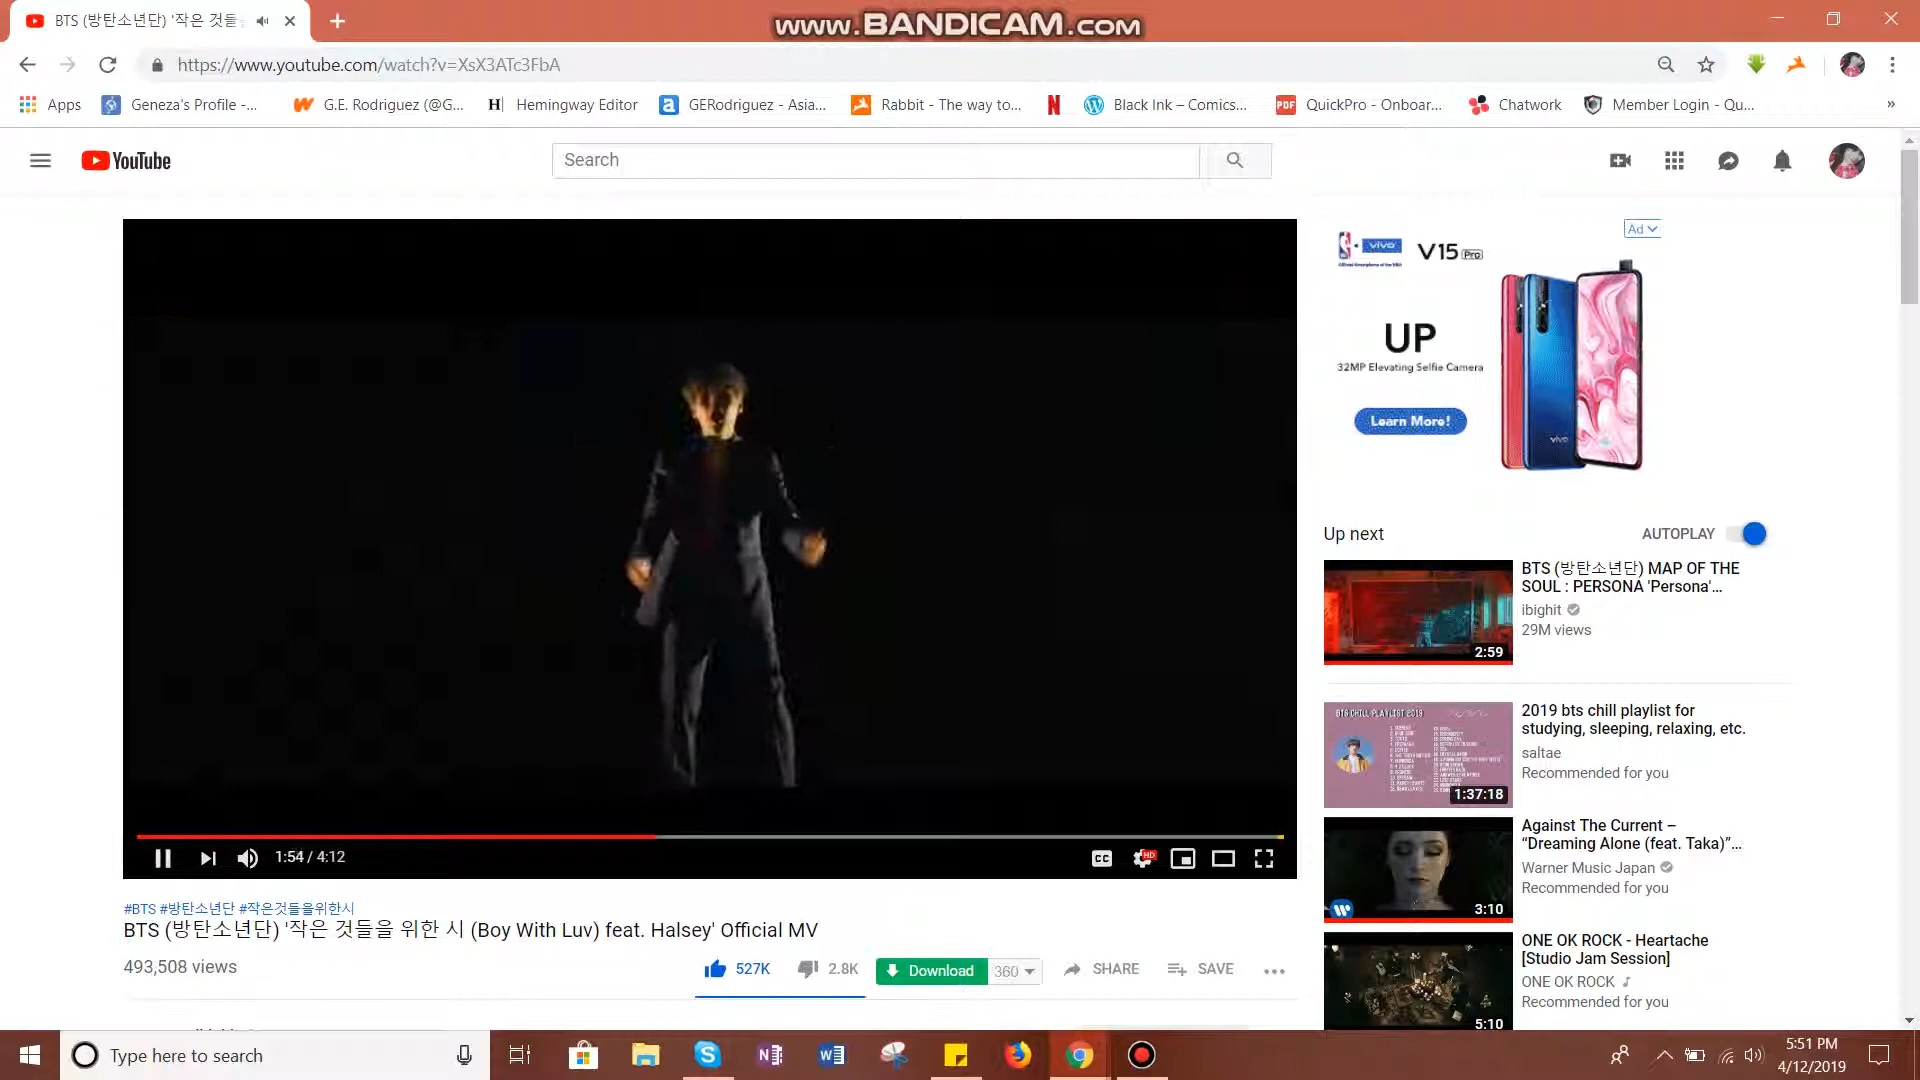 BTS (방탄소년단) '작은 것들
www.BANDICAM.com
https://www.youtube.com/watch?v=XsX3ATc3FbA
Apps
Geneza's Profile -...
G.E. Rodriguez (@G...
Hemingway Editor
GERodriguez - Asia...
Rabbit - The way to...
Black Ink – Comics...
QuickPro - Onboar...
Chatwork
Member Login - Qu...
YouTube
Search
Ad
vivo V15 Pro
UP
32MP Elevating Selfie Camera
Learn More!
vivo
Up next
AUTOPLAY
BTS (방탄소년단) MAP OF THE
SOUL : PERSONA 'Persona'...
ibighit
29M views
2:59
BTS CHILL PLAYLIST 2019
2019 bts chill playlist for
studying, sleeping, relaxing, etc.
saltae
Recommended for you
1:37:18
Against The Current –
“Dreaming Alone (feat. Taka)”...
Warner Music Japan
Recommended for you
3:10
ONE OK ROCK - Heartache
[Studio Jam Session]
ONE OK ROCK
Recommended for you
5:10
1:54 / 4:12
CC
HD
#BTS #방탄소년단 #작은것들을위한시
BTS (방탄소년단) '작은 것들을 위한 시 (Boy With Luv) feat. Halsey' Official MV
493,508 views
527K
2.8K
Download
360
SHARE
SAVE
Type here to search
5:51 PM
4/12/2019